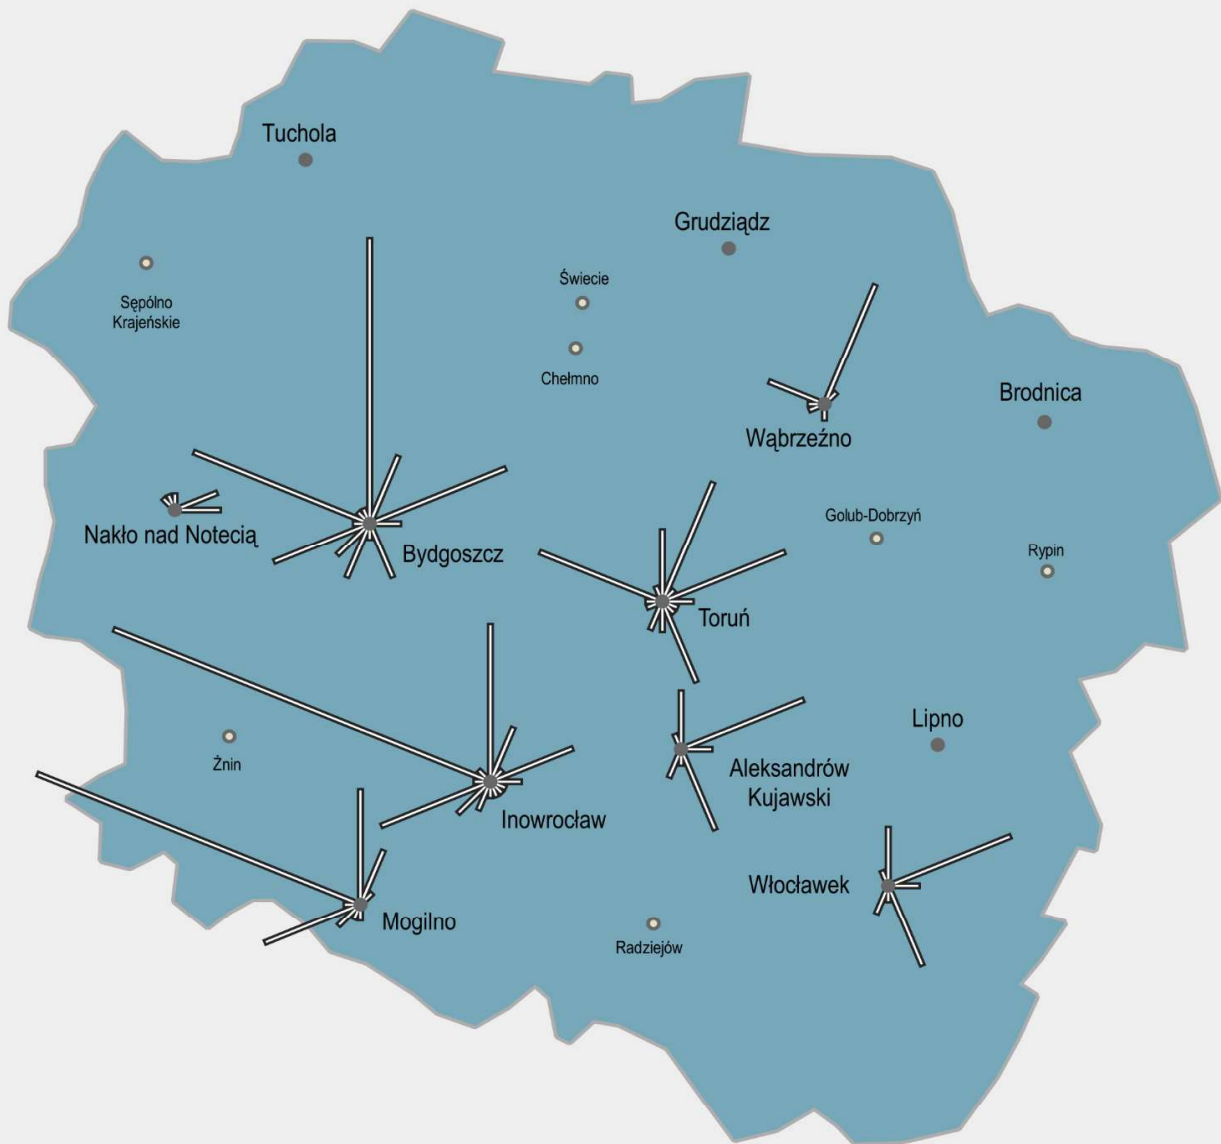 Tuchola
Grudziądz
Świecie
Sępólno
Krajeńskie
Chełmno
Brodnica
Wąbrzeźno
Golub-Dobrzyń
Nakło nad Notecią
Bydgoszcz
Rypin
Toruń
Lipno
Żnin
Aleksandrów
Kujawski
Inowrocław
Włocławek
Mogilno
Radziejów